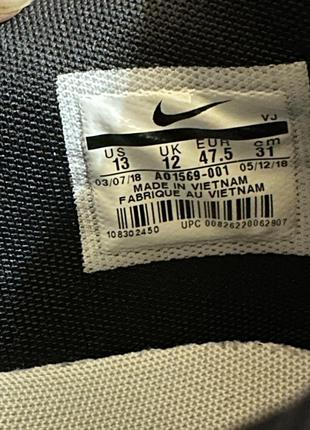 VJ
US UK EUR cm
13 12 47.5 31
03/07/18 AO1569-001 05/12/18
MADE IN VIETNAM
FABRIQUE AU VIETNAM
108302450 UPC 00826220062907